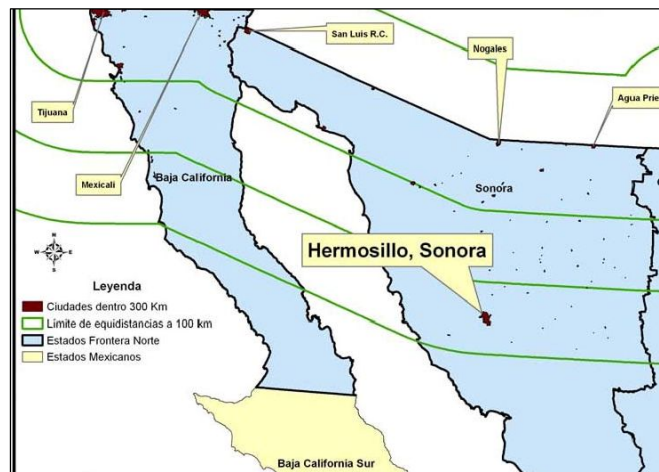 San Luis R.C.
Nogales
Tijuana
Agua Prie
Mexicali
Baja California
Sonora
Hermosillo, Sonora
N
W
E
S
Leyenda
Ciudades dentro 300 Km
Limite de equidistancias a 100 km
Estados Frontera Norte
Estados Mexicanos
Baja California Sur